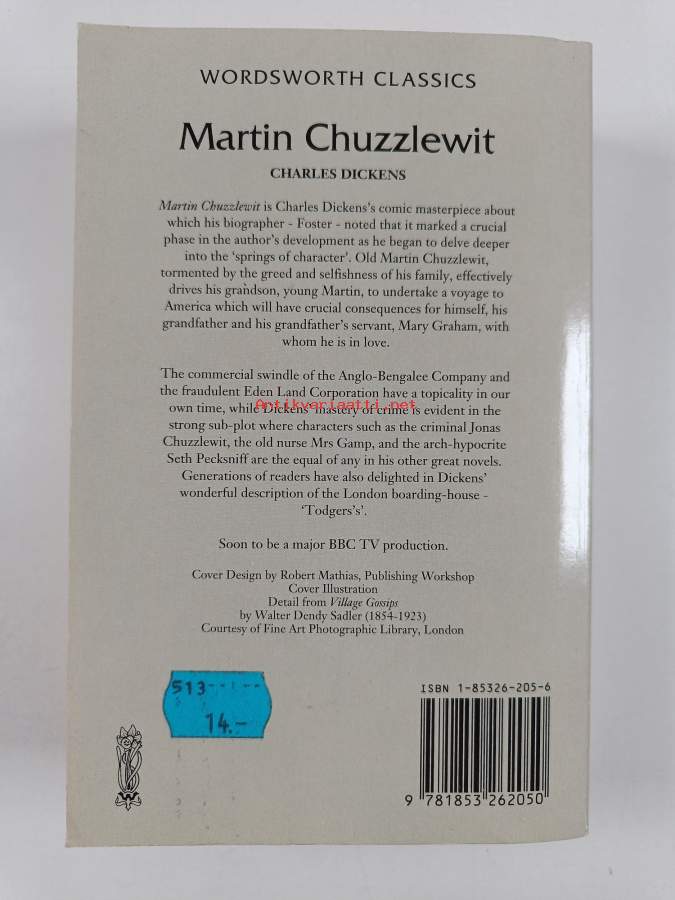 WORDSWORTH CLASSICS
Martin Chuzzlewit
CHARLES DICKENS
Martin Chuzzlewit is Charles Dickens's comic masterpiece about
which his biographer - Foster - noted that it marked a crucial
phase in the author's development as he began to delve deeper
into the 'springs of character'. Old Martin Chuzzlewit,
tormented by the greed and selfishness of his family, effectively
drives his grandson, young Martin, to undertake a voyage to
America which will have crucial consequences for himself, his
grandfather and his grandfather's servant, Mary Graham, with
whom he is in love.
The commercial swindle of the Anglo-Bengalee Company and
the fraudulent Eden Land Corporation have a topicality in our
Antikvariaatti.net
own time, while Dickens' mastery of crime is evident in the
strong sub-plot where characters such as the criminal Jonas
Chuzzlewit, the old nurse Mrs Gamp, and the arch-hypocrite
Seth Pecksniff are the equal of any in his other great novels.
Generations of readers have also delighted in Dickens'
wonderful description of the London boarding-house -
'Todgers's'.
Soon to be a major BBC TV production.
Cover Design by Robert Mathias, Publishing Workshop
Cover Illustration
Detail from Village Gossips
by Walter Dendy Sadler (1854-1923)
Courtesy of Fine Art Photographic Library, London
513
14.-
ISBN 1-85326-205-6
9 781853 262050
W